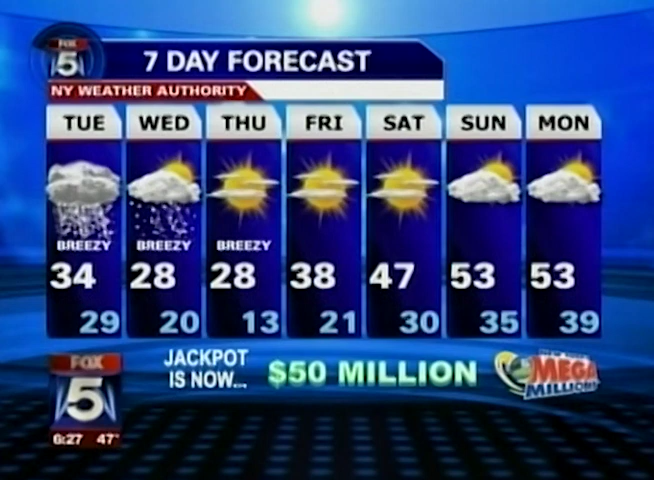 FOX
5
7 DAY FORECAST
NY WEATHER AUTHORITY
TUE WED THU FRI SAT SUN MON
BREEZY BREEZY BREEZY
34 28 28 38 47 53 53
29 20 13 21 30 35 39
FOX
5
6:27 47°
JACKPOT
IS NOW...
$50 MILLION
MEGA
MILLIONS